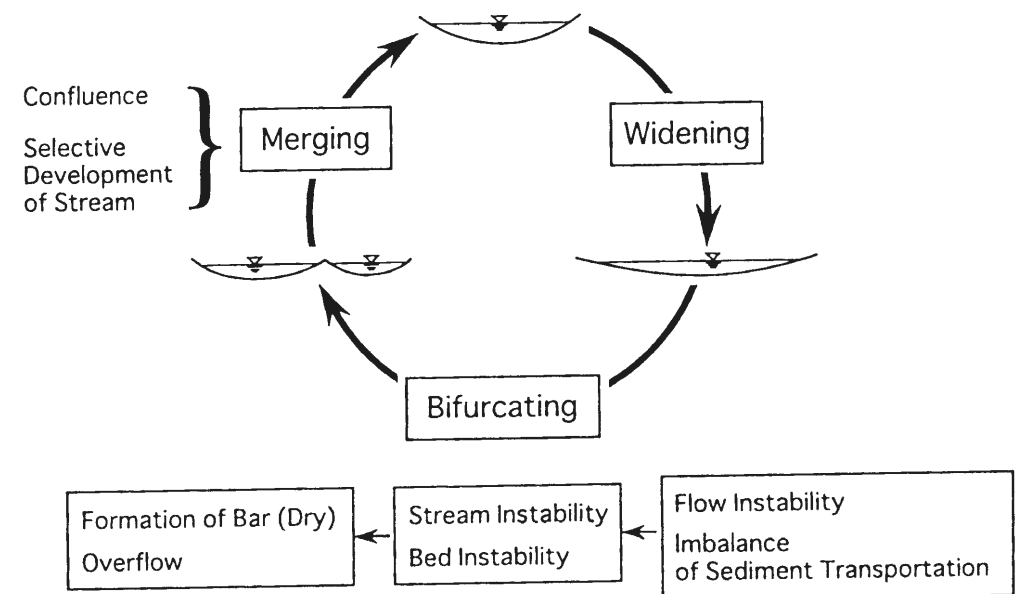 Confluence
Selective
Development
of Stream
Merging
Widening
Bifurcating
Formation of Bar (Dry)
Overflow
Stream Instability
Bed Instability
Flow Instability
Imbalance
of Sediment Transportation